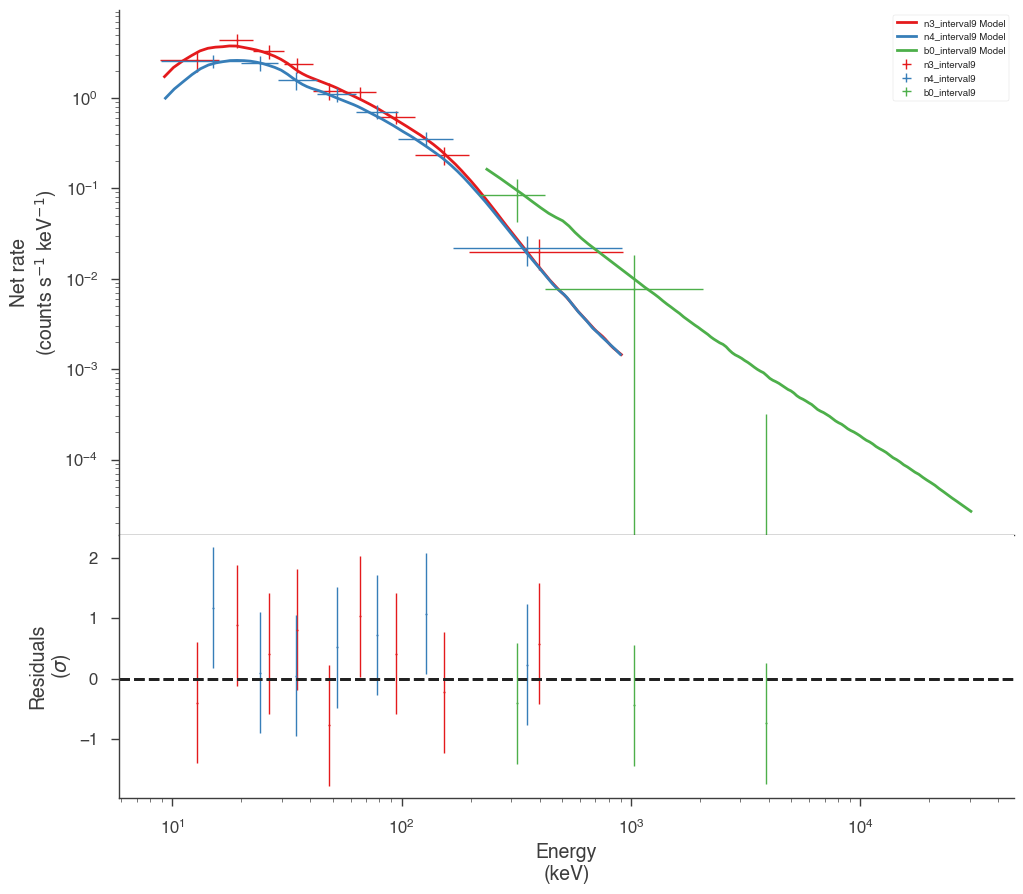 n3_interval9 Model
n4_interval9 Model
b0_interval9 Model
n3_interval9
n4_interval9
b0_interval9
Net rate
(counts s⁻¹ keV⁻¹)
10⁰
10⁻¹
10⁻²
10⁻³
10⁻⁴
Residuals
(σ)
2
1
0
−1
10¹
10²
10³
10⁴
Energy
(keV)